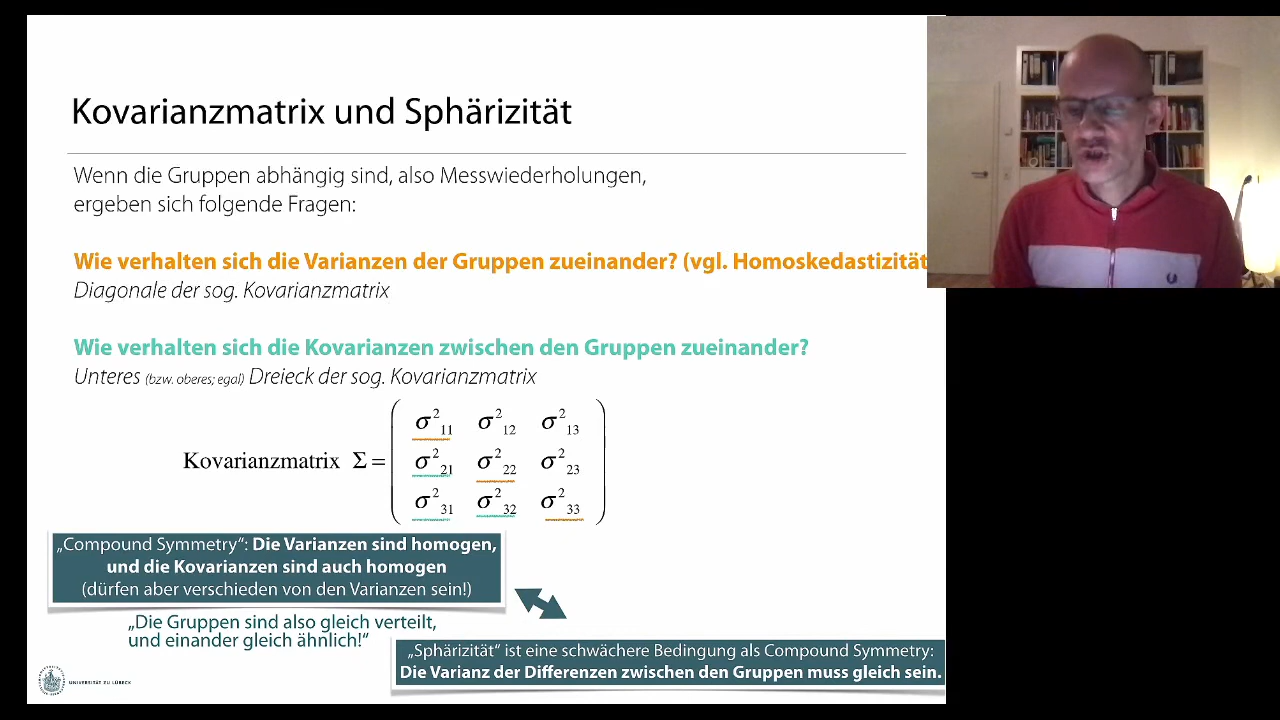 Kovarianzmatrix und Sphärizität
Wenn die Gruppen abhängig sind, also Messwiederholungen,
ergeben sich folgende Fragen:
Wie verhalten sich die Varianzen der Gruppen zueinander? (vgl. Homoskedastizität
Diagonale der sog. Kovarianzmatrix
Wie verhalten sich die Kovarianzen zwischen den Gruppen zueinander?
Unteres (bzw. oberes; egal) Dreieck der sog. Kovarianzmatrix
σ²₁₁ σ²₁₂ σ²₁₃
Kovarianzmatrix Σ = σ²₂₁ σ²₂₂ σ²₂₃
σ²₃₁ σ²₃₂ σ²₃₃
„Compound Symmetry“: Die Varianzen sind homogen,
und die Kovarianzen sind auch homogen
(dürfen aber verschieden von den Varianzen sein!)
„Die Gruppen sind also gleich verteilt,
und einander gleich ähnlich!“
„Sphärizität“ ist eine schwächere Bedingung als Compound Symmetry:
Die Varianz der Differenzen zwischen den Gruppen muss gleich sein.
UNIVERSITÄT ZU LÜBECK